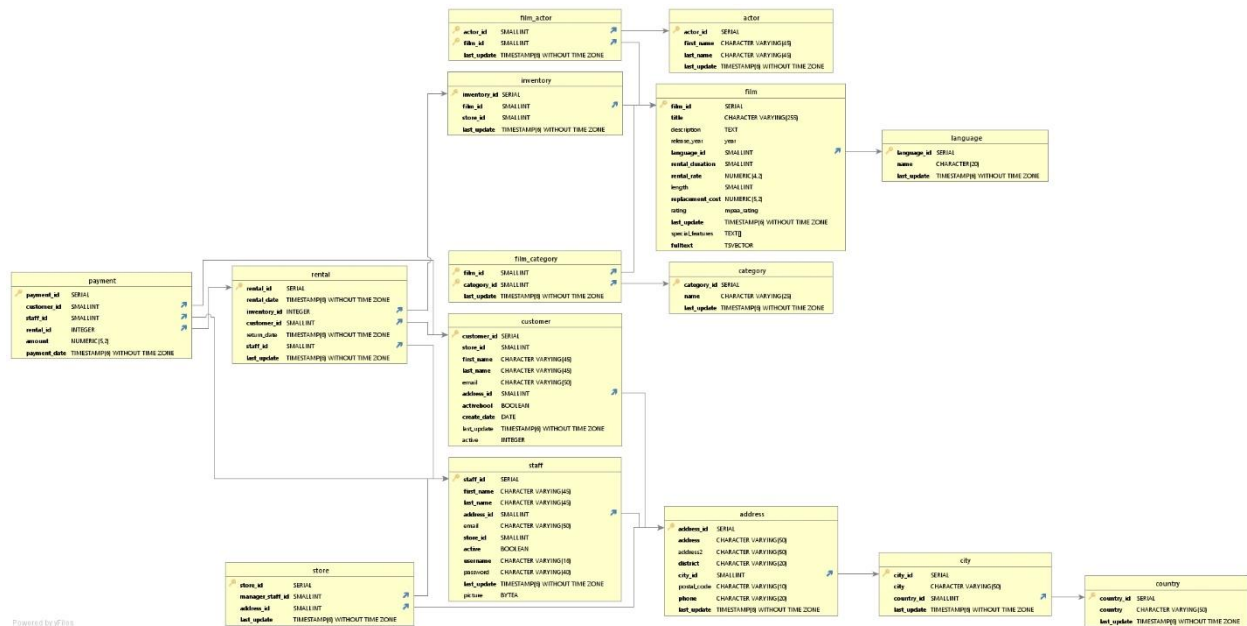 film_actor
actor_id SMALLINT
film_id SMALLINT
last_update TIMESTAMP(6) WITHOUT TIME ZONE
actor
actor_id SERIAL
first_name CHARACTER VARYING(45)
last_name CHARACTER VARYING(45)
last_update TIMESTAMP(6) WITHOUT TIME ZONE
inventory
inventory_id SERIAL
film_id SMALLINT
store_id SMALLINT
last_update TIMESTAMP(6) WITHOUT TIME ZONE
film
film_id SERIAL
title CHARACTER VARYING(255)
description TEXT
release_year year
language_id SMALLINT
rental_duration SMALLINT
rental_rate NUMERIC(4,2)
length SMALLINT
replacement_cost NUMERIC(5,2)
rating mpaa_rating
last_update TIMESTAMP(6) WITHOUT TIME ZONE
special_features TEXT[]
fulltext TSVECTOR
language
language_id SERIAL
name CHARACTER(20)
last_update TIMESTAMP(6) WITHOUT TIME ZONE
film_category
film_id SMALLINT
category_id SMALLINT
last_update TIMESTAMP(6) WITHOUT TIME ZONE
category
category_id SERIAL
name CHARACTER VARYING(25)
last_update TIMESTAMP(6) WITHOUT TIME ZONE
payment
payment_id SERIAL
customer_id SMALLINT
staff_id SMALLINT
rental_id INTEGER
amount NUMERIC(5,2)
payment_date TIMESTAMP(6) WITHOUT TIME ZONE
rental
rental_id SERIAL
rental_date TIMESTAMP(6) WITHOUT TIME ZONE
inventory_id INTEGER
customer_id SMALLINT
return_date TIMESTAMP(6) WITHOUT TIME ZONE
staff_id SMALLINT
last_update TIMESTAMP(6) WITHOUT TIME ZONE
customer
customer_id SERIAL
store_id SMALLINT
first_name CHARACTER VARYING(45)
last_name CHARACTER VARYING(45)
email CHARACTER VARYING(50)
address_id SMALLINT
activebool BOOLEAN
create_date DATE
last_update TIMESTAMP(6) WITHOUT TIME ZONE
active INTEGER
staff
staff_id SERIAL
first_name CHARACTER VARYING(45)
last_name CHARACTER VARYING(45)
address_id SMALLINT
email CHARACTER VARYING(50)
store_id SMALLINT
active BOOLEAN
username CHARACTER VARYING(16)
password CHARACTER VARYING(40)
last_update TIMESTAMP(6) WITHOUT TIME ZONE
picture BYTEA
store
store_id SERIAL
manager_staff_id SMALLINT
address_id SMALLINT
last_update TIMESTAMP(6) WITHOUT TIME ZONE
address
address_id SERIAL
address CHARACTER VARYING(50)
address2 CHARACTER VARYING(50)
district CHARACTER VARYING(20)
city_id SMALLINT
postal_code CHARACTER VARYING(10)
phone CHARACTER VARYING(20)
last_update TIMESTAMP(6) WITHOUT TIME ZONE
city
city_id SERIAL
city CHARACTER VARYING(50)
country_id SMALLINT
last_update TIMESTAMP(6) WITHOUT TIME ZONE
country
country_id SERIAL
country CHARACTER VARYING(50)
last_update TIMESTAMP(6) WITHOUT TIME ZONE
Powered by yFiles